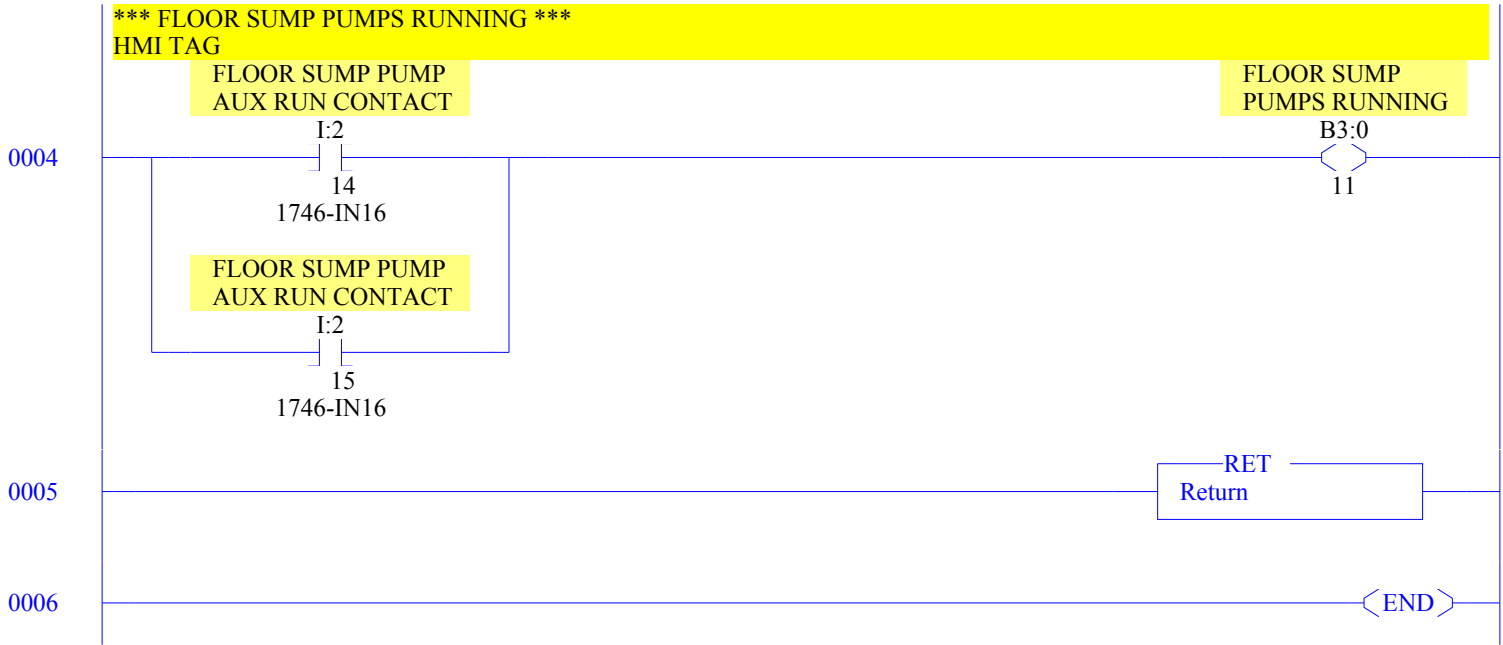 *** FLOOR SUMP PUMPS RUNNING ***
HMI TAG
FLOOR SUMP PUMP
AUX RUN CONTACT
I:2
14
1746-IN16
FLOOR SUMP
PUMPS RUNNING
B3:0
11
0004
FLOOR SUMP PUMP
AUX RUN CONTACT
I:2
15
1746-IN16
0005
RET
Return
0006
END